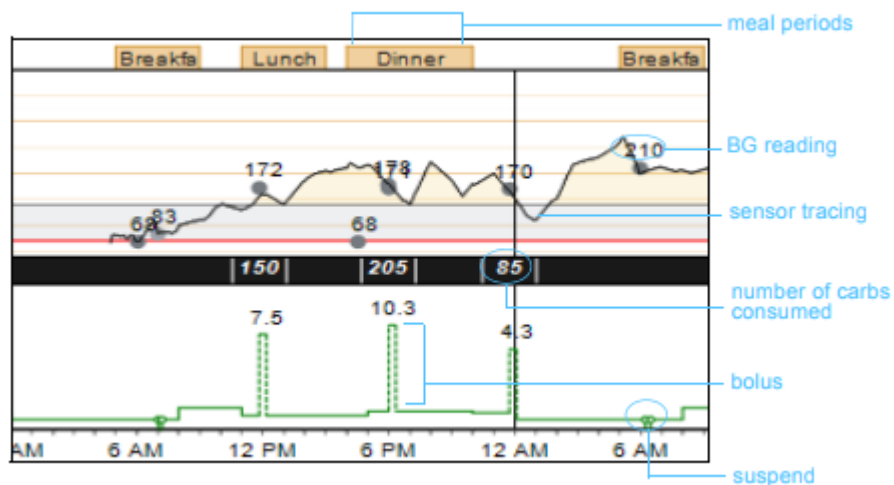 meal periods
Breakfa Lunch Dinner Breakfa
172 178 170 210 BG reading
68 83 68 sensor tracing
150 205 85
number of carbs
consumed
7.5 10.3 4.3
bolus
AM 6 AM 12 PM 6 PM 12 AM 6 AM
suspend